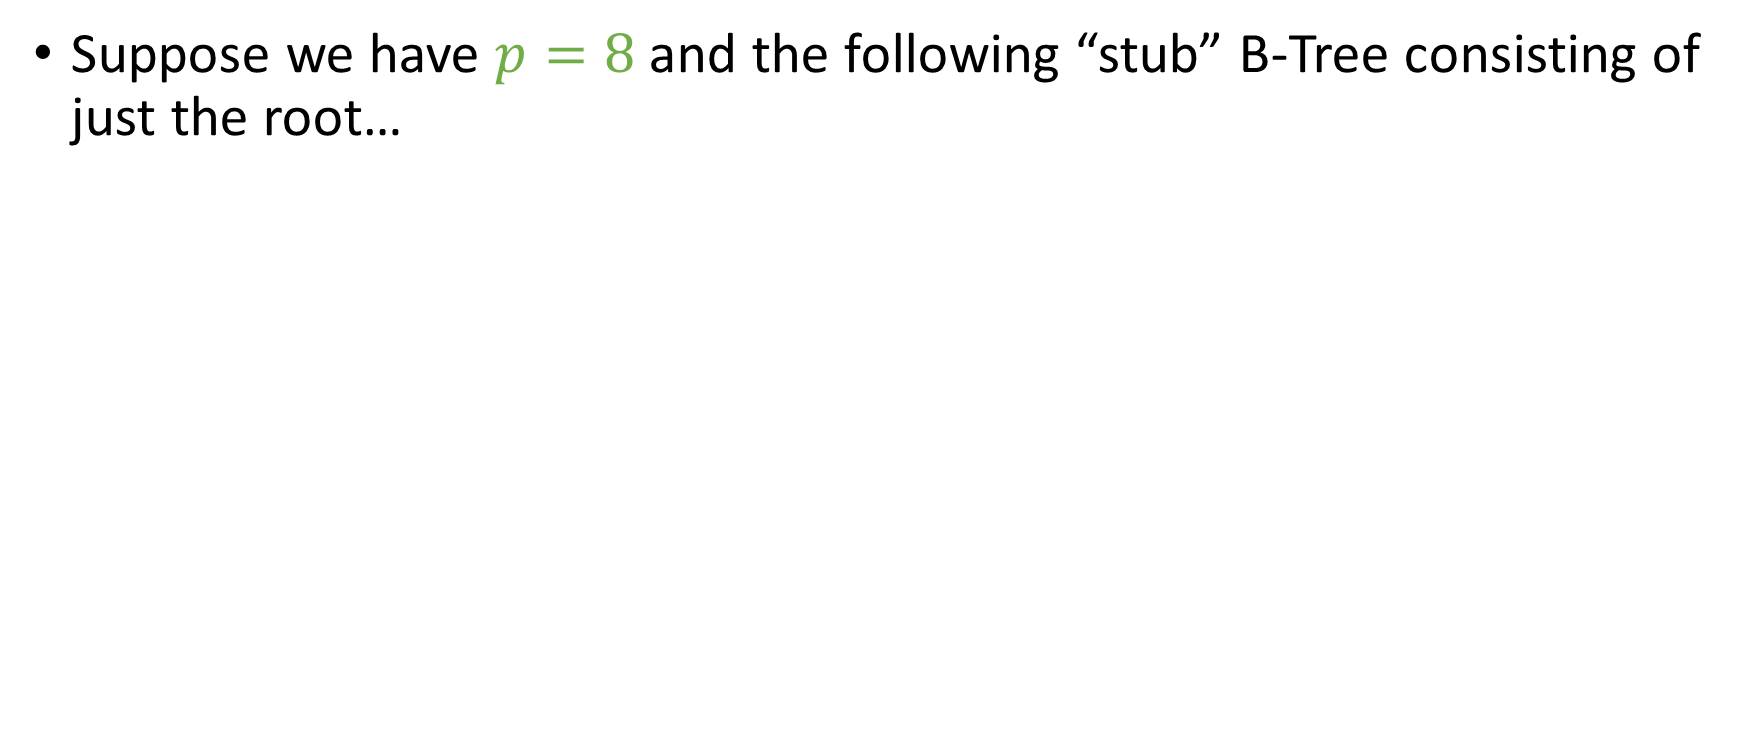 • Suppose we have 𝑝 = 8 and the following “stub” B-Tree consisting of
just the root…